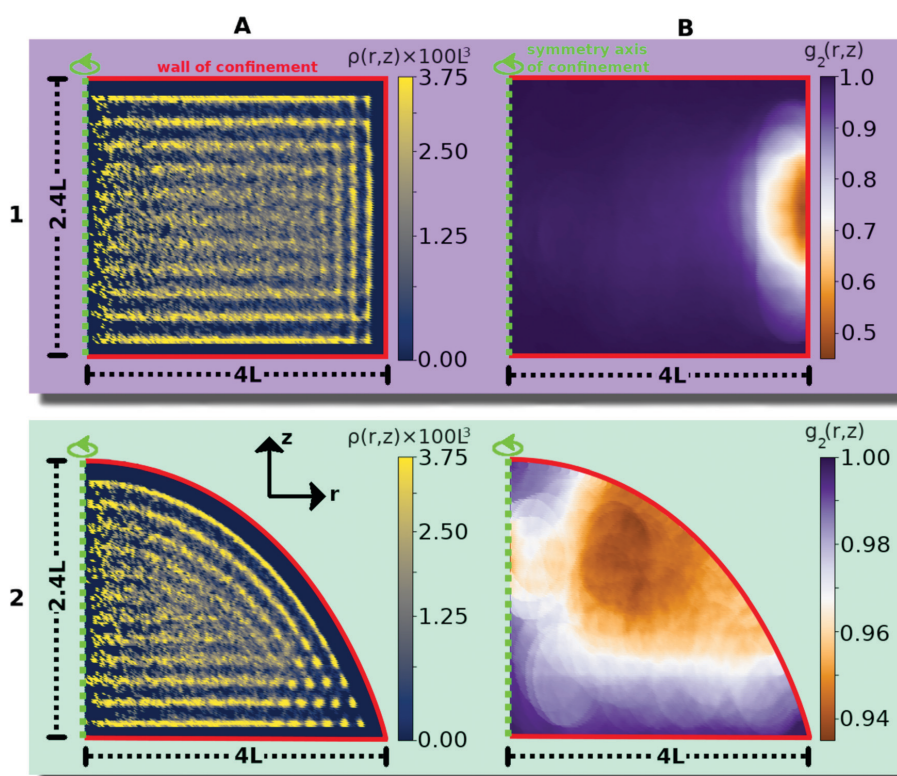 A
B
ρ(r,z)×100L³
symmetry axis
of confinement
g₂(r,z)
wall of confinement
3.75
2.50
1.25
0.00
1.0
0.9
0.8
0.7
0.6
0.5
1
2.4L
4L
4L
ρ(r,z)×100L³
g₂(r,z)
z
r
3.75
2.50
1.25
0.00
1.00
0.98
0.96
0.94
2
2.4L
4L
4L